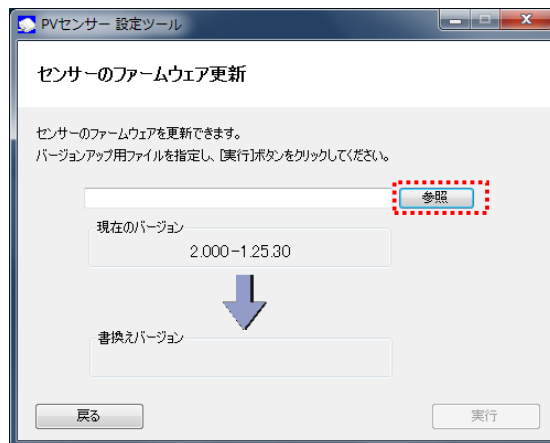 PVセンサー 設定ツール
センサーのファームウェア更新
センサーのファームウェアを更新できます。
バージョンアップ用ファイルを指定し、[実行]ボタンをクリックしてください。
参照
現在のバージョン
2.000-1.25.30
書換えバージョン
戻る
実行